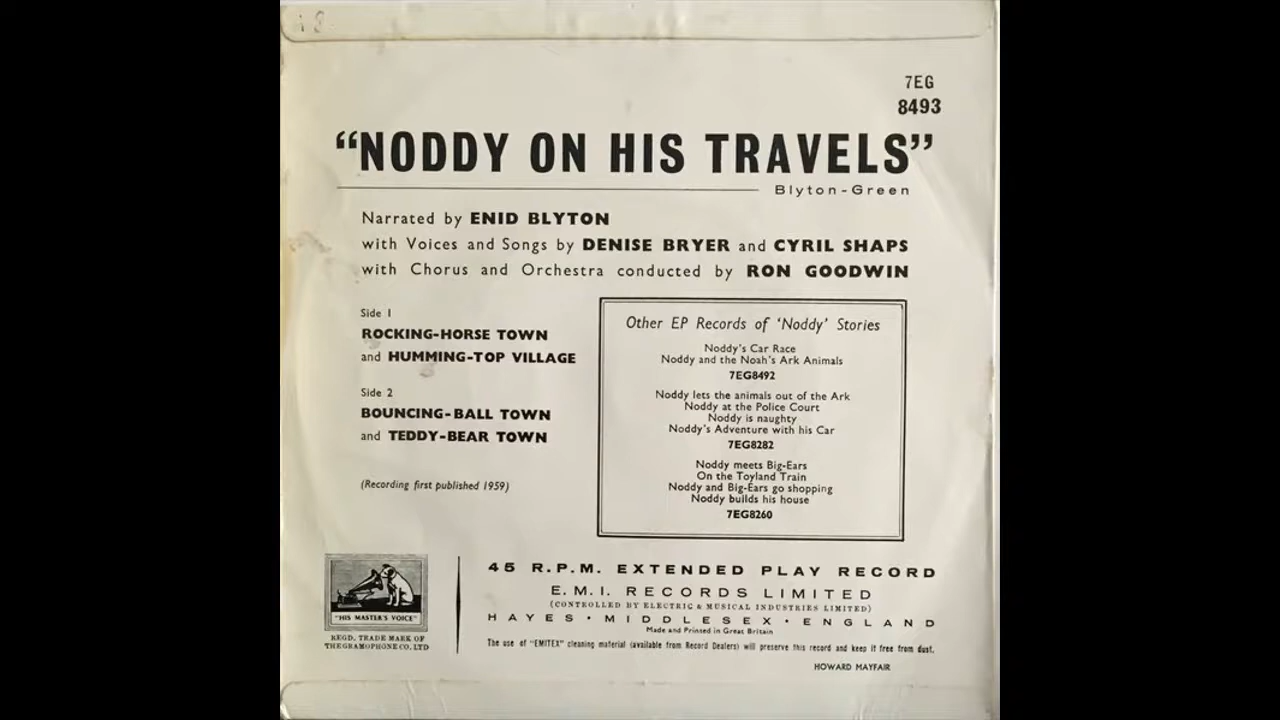 7EG
8493
"NODDY ON HIS TRAVELS"
Blyton-Green
Narrated by ENID BLYTON
with Voices and Songs by DENISE BRYER and CYRIL SHAPS
with Chorus and Orchestra conducted by RON GOODWIN
Side 1
ROCKING-HORSE TOWN
and HUMMING-TOP VILLAGE
Side 2
BOUNCING-BALL TOWN
and TEDDY-BEAR TOWN
(Recording first published 1959)
Other EP Records of 'Noddy' Stories
Noddy's Car Race
Noddy and the Noah's Ark Animals
7EG8492
Noddy lets the animals out of the Ark
Noddy at the Police Court
Noddy is naughty
Noddy's Adventure with his Car
7EG8282
Noddy meets Big-Ears
On the Toyland Train
Noddy and Big-Ears go shopping
Noddy builds his house
7EG8260
"HIS MASTER'S VOICE"
REGD. TRADE MARK OF
THE GRAMOPHONE CO. LTD
45 R.P.M. EXTENDED PLAY RECORD
E.M.I. RECORDS LIMITED
(CONTROLLED BY ELECTRIC & MUSICAL INDUSTRIES LIMITED)
HAYES · MIDDLESEX · ENGLAND
Made and Printed in Great Britain
The use of "EMITEX" cleaning material (available from Record Dealers) will preserve this record and keep it free from dust.
HOWARD MAYFAIR